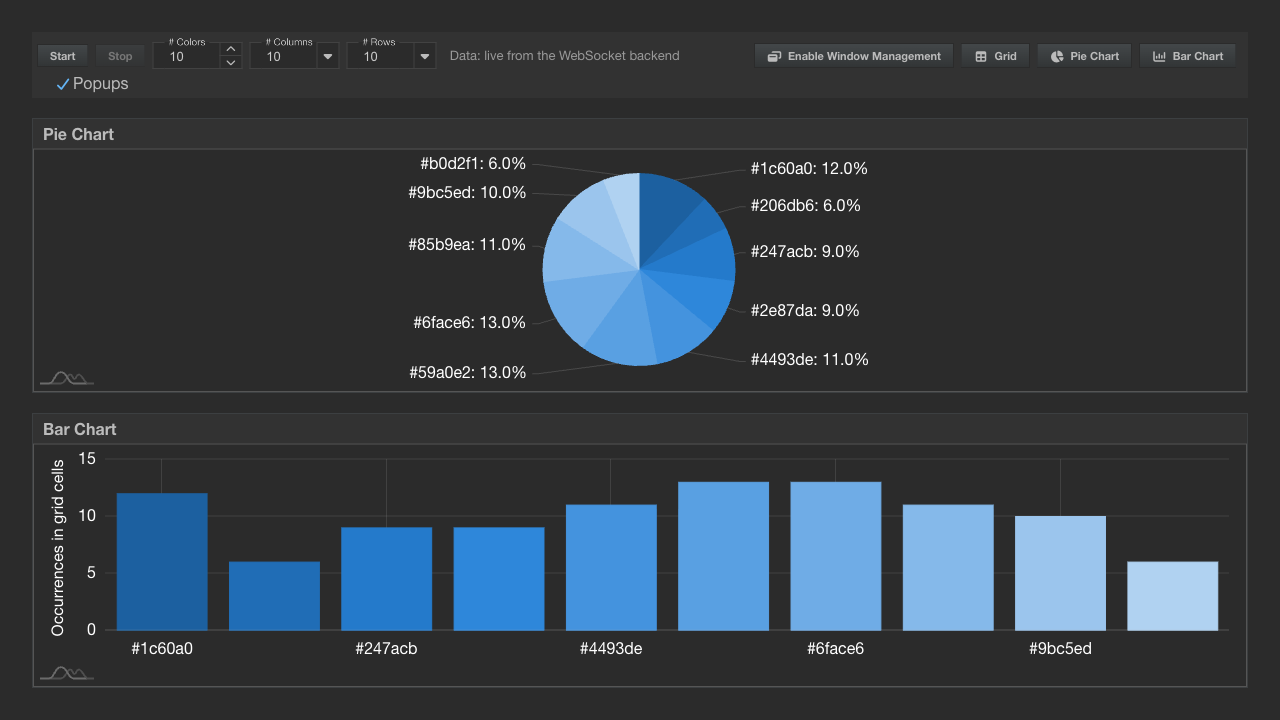 # Colors # Columns # Rows
Start Stop 10 10 10 Data: live from the WebSocket backend Enable Window Management Grid Pie Chart Bar Chart
Popups
Pie Chart
#b0d2f1: 6.0% #1c60a0: 12.0%
#9bc5ed: 10.0% #206db6: 6.0%
#85b9ea: 11.0% #247acb: 9.0%
#6face6: 13.0% #2e87da: 9.0%
#59a0e2: 13.0% #4493de: 11.0%
Bar Chart
Occurrences in grid cells
15
10
5
0
#1c60a0 #247acb #4493de #6face6 #9bc5ed